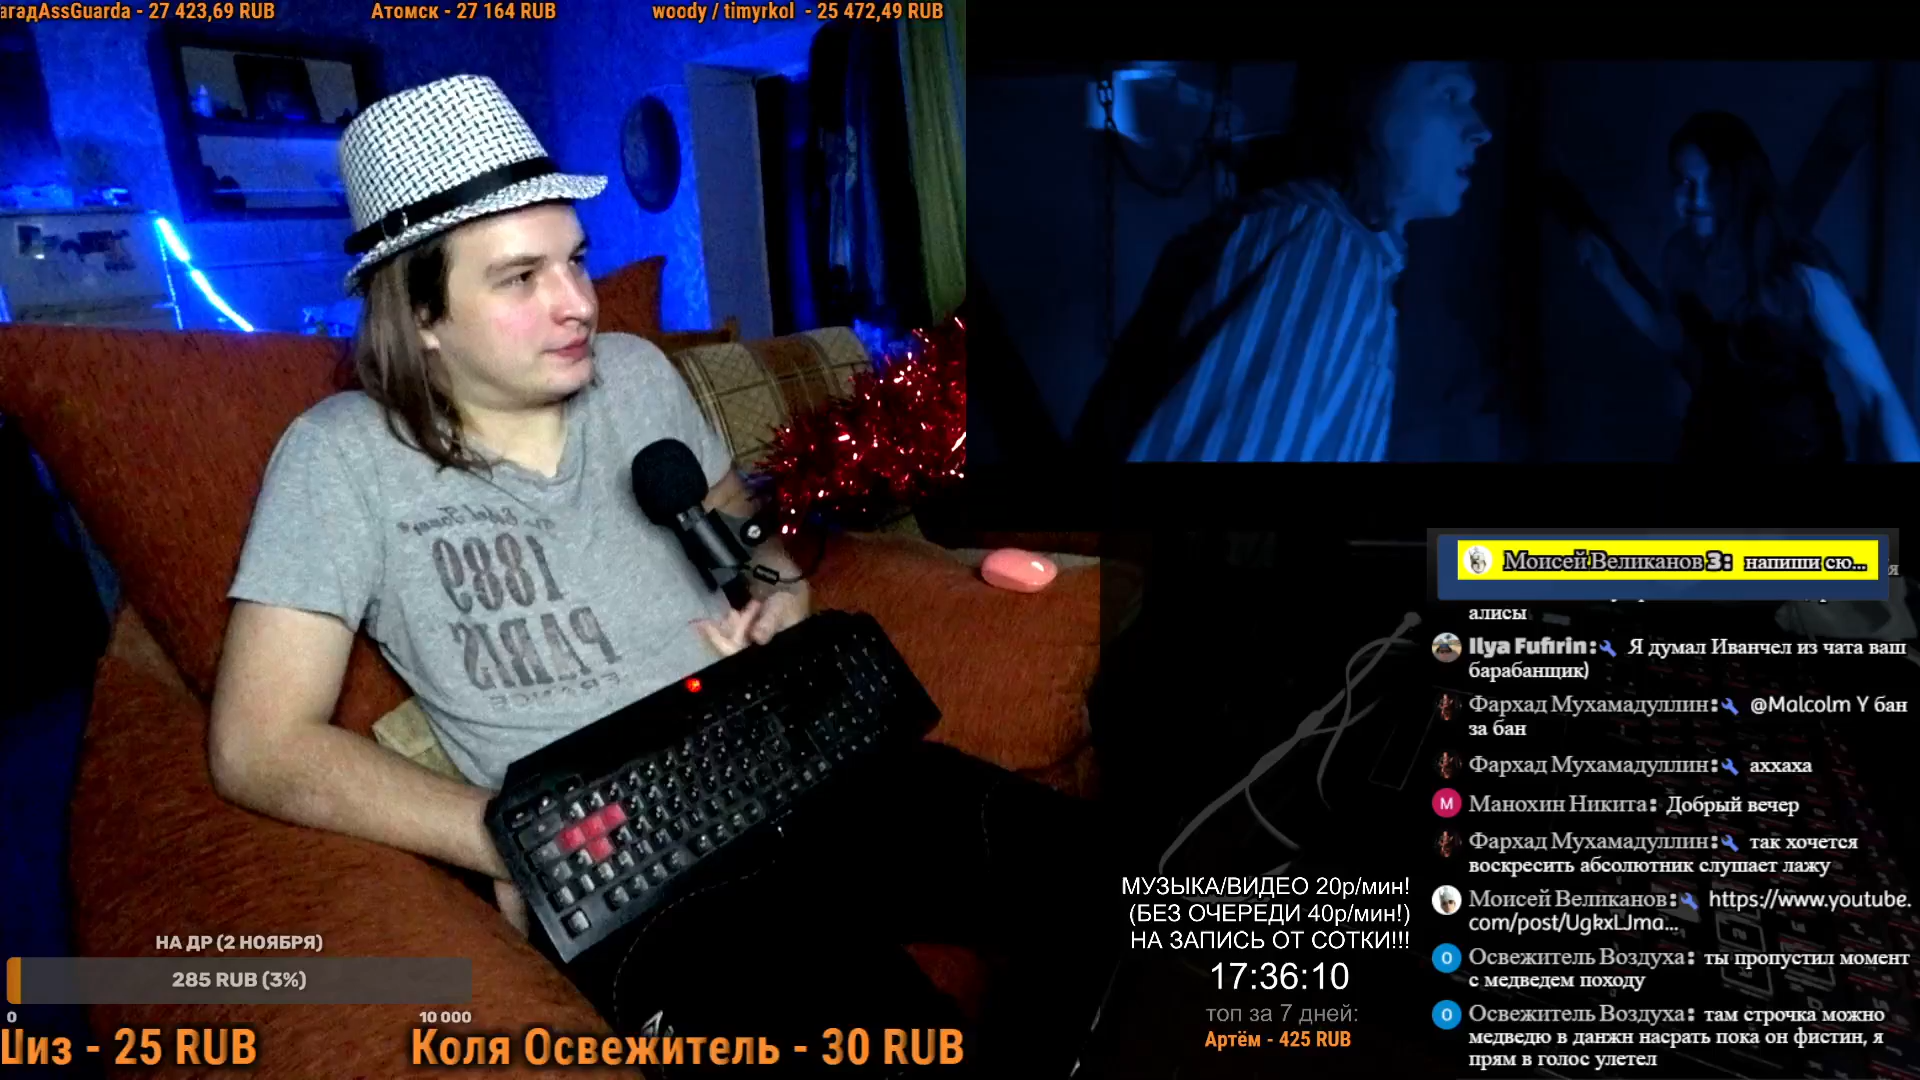 агадAssGuarda - 27 423,69 RUB
Атомск - 27 164 RUB
woody / timyrkol - 25 472,49 RUB
1889
PARIS
FRANCE
Моисей Великанов 3: напиши сю...
алисы
Ilya Fufirin: Я думал Иванчел из чата ваш
барабанщик)
Фархад Мухамадуллин: @Malcolm Y бан
за бан
Фархад Мухамадуллин: аххаха
М Манохин Никита: Добрый вечер
Фархад Мухамадуллин: так хочется
воскресить абсолютник слушает лажу
Моисей Великанов: https://www.youtube.
com/post/UgkxLJma...
О Освежитель Воздуха: ты пропустил момент
с медведем походу
О Освежитель Воздуха: там строчка можно
медведю в данжн насрать пока он фистин, я
прям в голос улетел
МУЗЫКА/ВИДЕО 20р/мин!
(БЕЗ ОЧЕРЕДИ 40р/мин!)
НА ЗАПИСЬ ОТ СОТКИ!!!
17:36:10
топ за 7 дней:
Артём - 425 RUB
НА ДР (2 НОЯБРЯ)
285 RUB (3%)
0
10 000
Шиз - 25 RUB
Коля Освежитель - 30 RUB